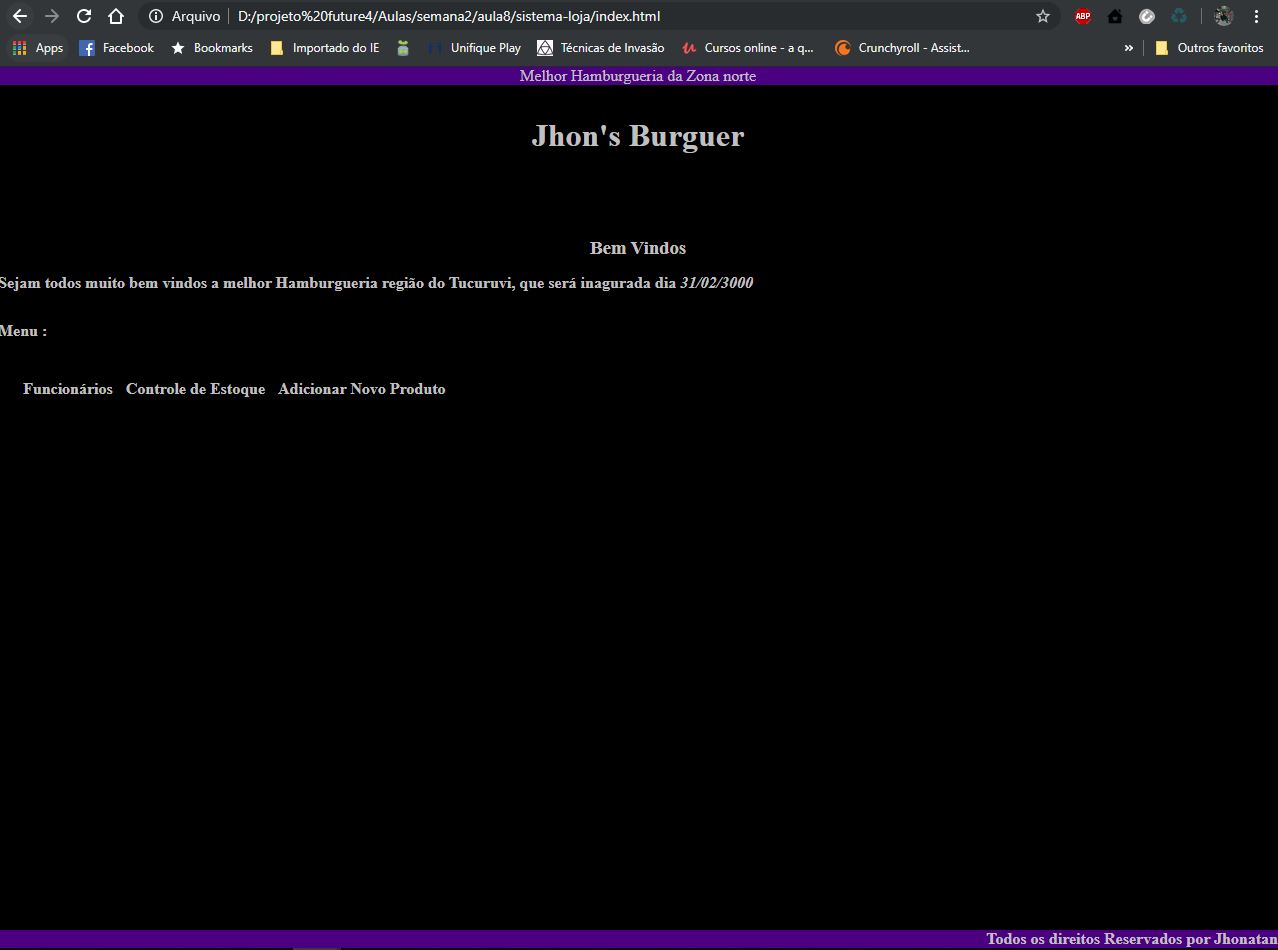 Arquivo D:/projeto%20future4/Aulas/semana2/aula8/sistema-loja/index.html ABP
Apps Facebook Bookmarks Importado do IE Unifique Play Técnicas de Invasão Cursos online - a q... Crunchyroll - Assist... » Outros favoritos
Melhor Hamburgueria da Zona norte
Jhon's Burguer
Bem Vindos
Sejam todos muito bem vindos a melhor Hamburgueria região do Tucuruvi, que será inagurada dia 31/02/3000
Menu :
Funcionários Controle de Estoque Adicionar Novo Produto
Todos os direitos Reservados por Jhonatan